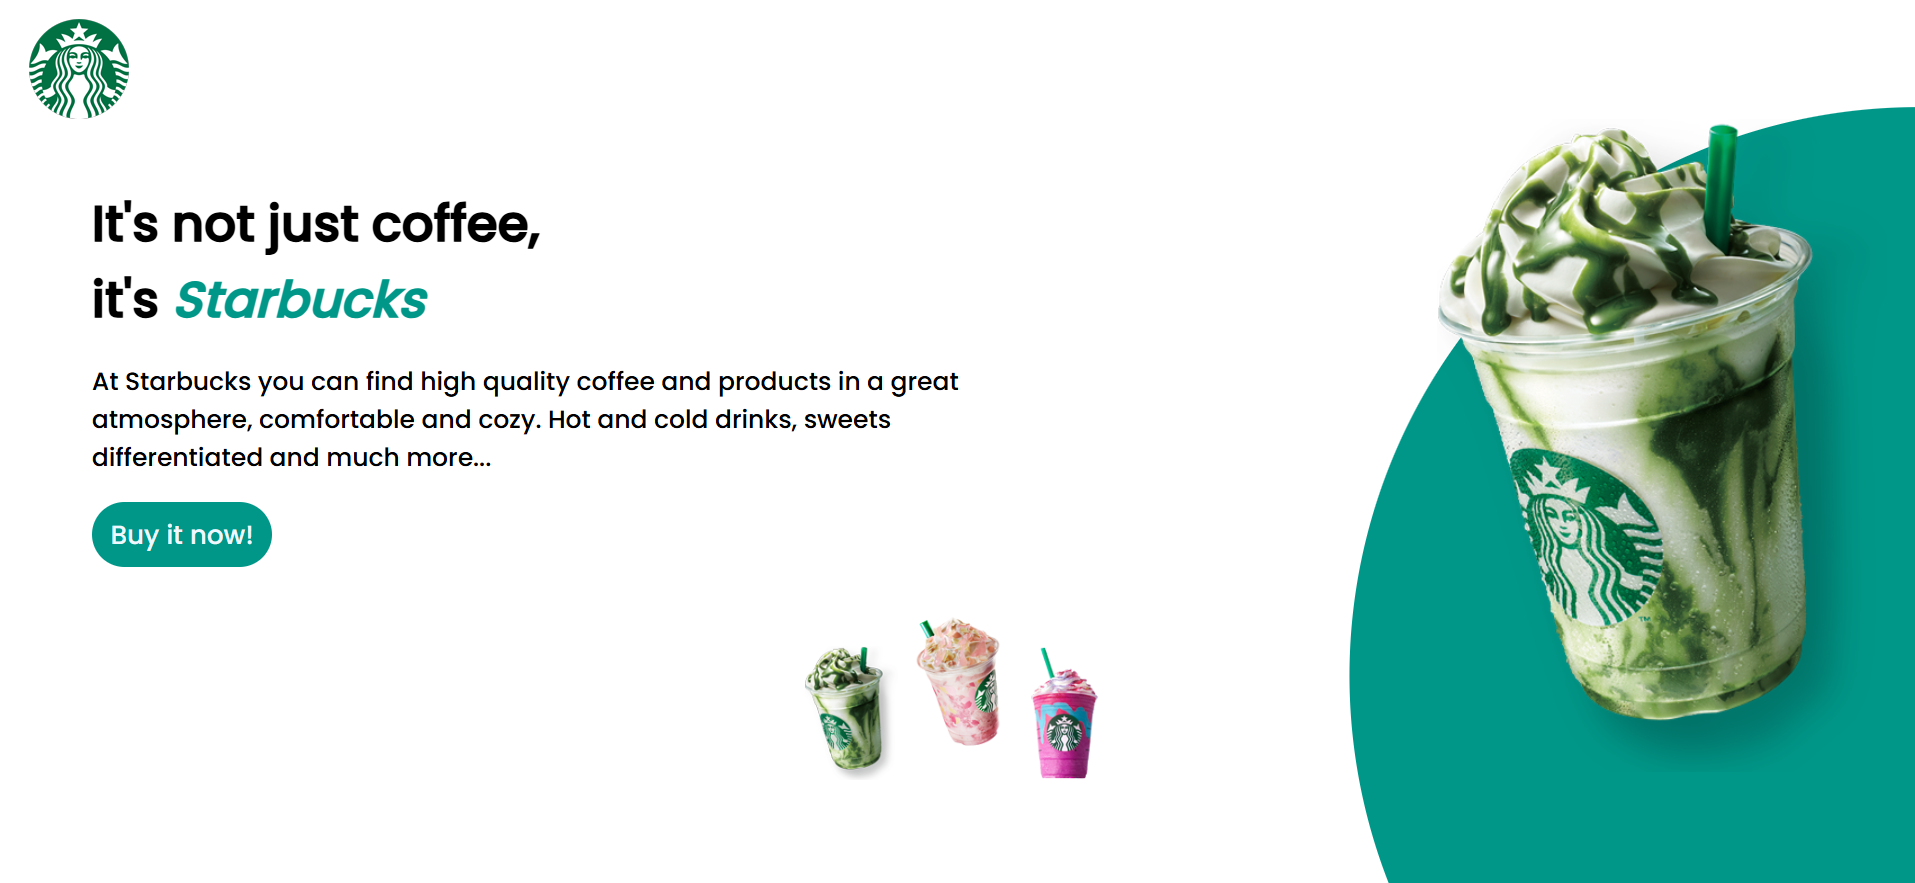 It's not just coffee,
it's Starbucks
At Starbucks you can find high quality coffee and products in a great
atmosphere, comfortable and cozy. Hot and cold drinks, sweets
differentiated and much more...
Buy it now!
TM